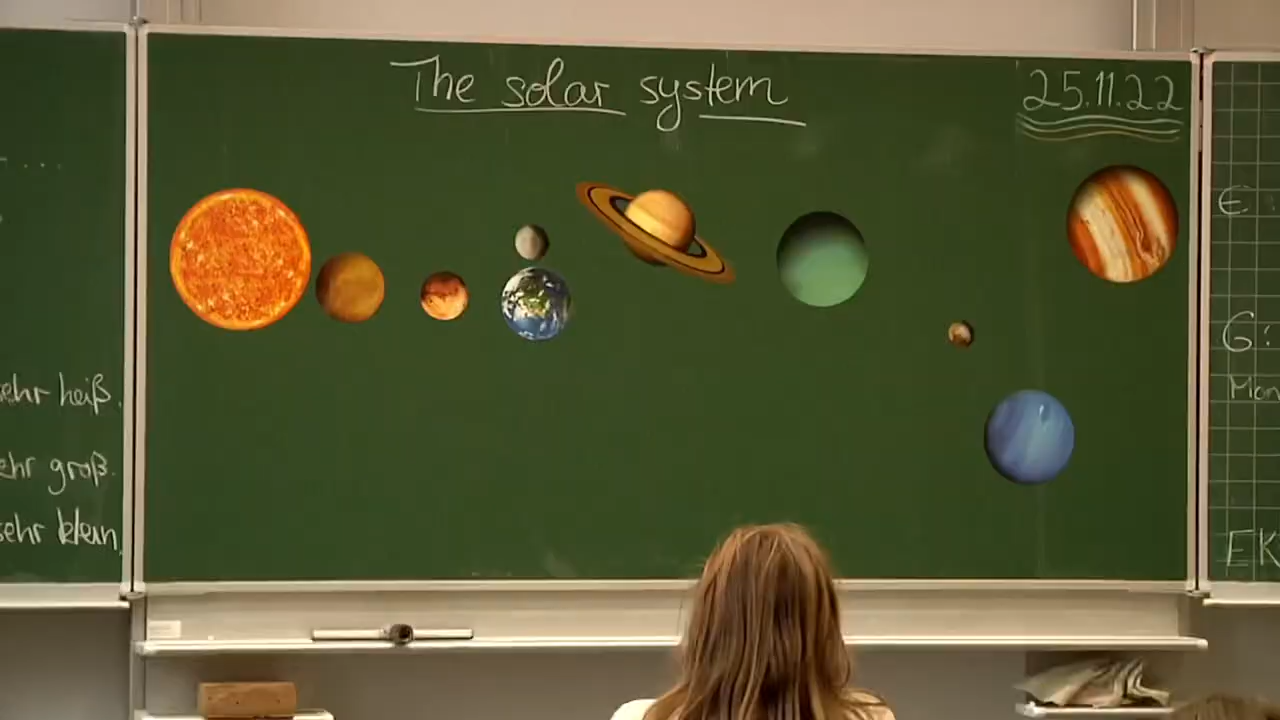 The solar system
25.11.22
sehr heiß.
sehr groß.
sehr klein,
€
G:
Mon
EK